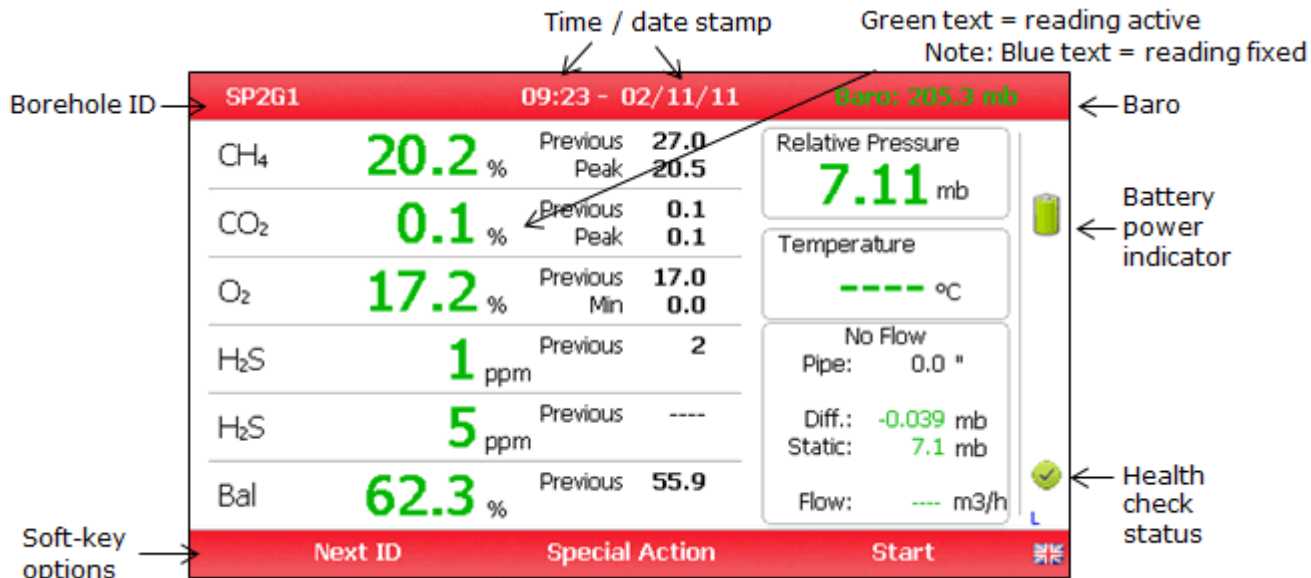 Time / date stamp
Green text = reading active
Note: Blue text = reading fixed
Borehole ID
SP2G1 09:23 - 02/11/11 Baro: 205.3 mb
Baro
CH₄ 20.2 % Previous 27.0
Peak 20.5
Relative Pressure
7.11 mb
CO₂ 0.1 % Previous 0.1
Peak 0.1
Battery
power
indicator
Temperature
---- ºC
O₂ 17.2 % Previous 17.0
Min 0.0
H₂S 1 ppm Previous 2
No Flow
Pipe: 0.0 "
H₂S 5 ppm Previous ----
Diff.: -0.039 mb
Static: 7.1 mb
Bal 62.3 % Previous 55.9
Flow: ---- m3/h
L
Health
check
status
Soft-key
options
Next ID Special Action Start